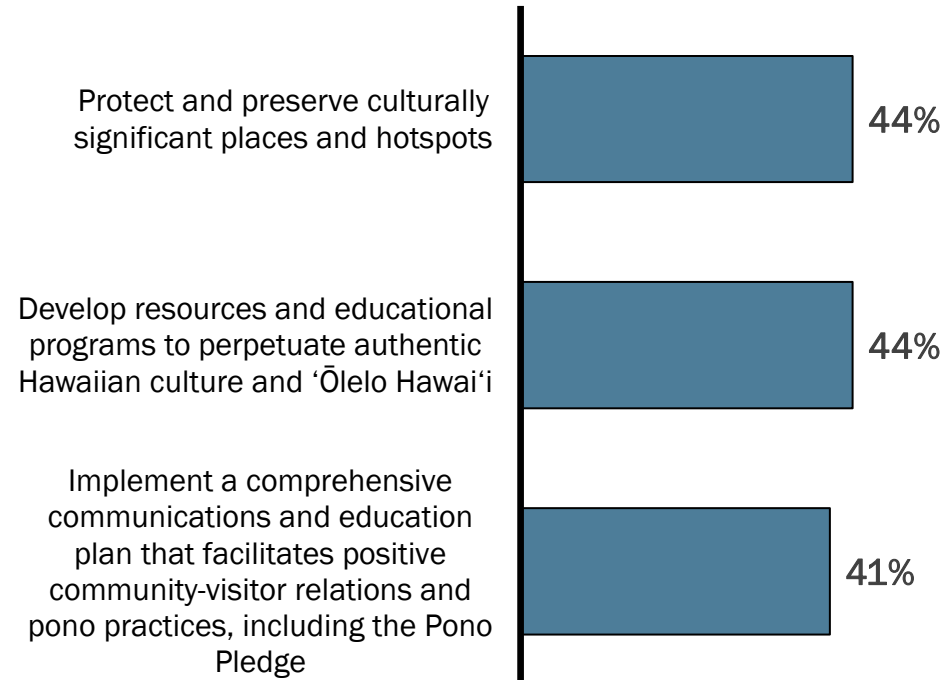 Protect and preserve culturally
significant places and hotspots
44%
Develop resources and educational
programs to perpetuate authentic
Hawaiian culture and ‘Ōlelo Hawai‘i
44%
Implement a comprehensive
communications and education
plan that facilitates positive
community-visitor relations and
pono practices, including the Pono
Pledge
41%